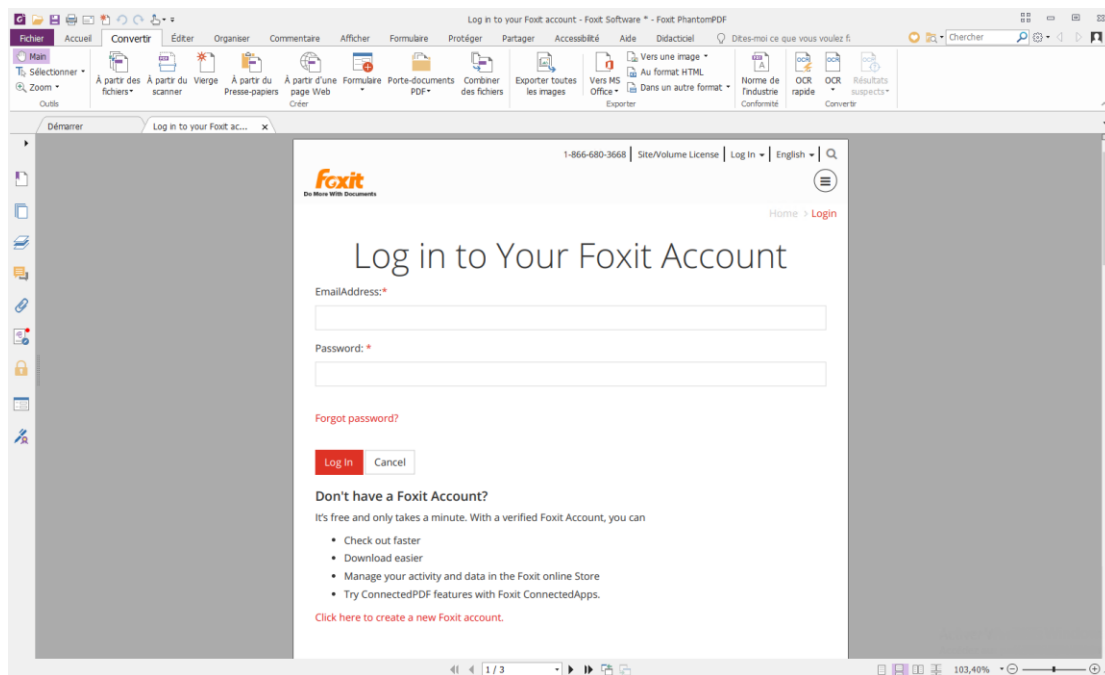 Log in to your Foxit account - Foxit Software * - Foxit PhantomPDF
Fichier Accueil Convertir Éditer Organiser Commentaire Afficher Formulaire Protéger Partager Accessibilité Aide Didacticiel Dites-moi ce que vous voulez f Chercher
Main
Sélectionner
Zoom
Outils
À partir des fichiers
À partir du scanner
Vierge
À partir du Presse-papiers
À partir d'une page Web
Formulaire
Porte-documents PDF
Combiner des fichiers
Créer
Exporter toutes les images
Vers MS Office
Vers une image
Au format HTML
Dans un autre format
Exporter
Norme de l'industrie
Conformité
OCR rapide
OCR
Résultats suspects
Convertir
Démarrer
Log in to your Foxit ac... x
1-866-680-3668 | Site/Volume License | Log In | English
Foxit
Do More With Documents
Home > Login
Log in to Your Foxit Account
EmailAddress:*
Password: *
Forgot password?
Log In Cancel
Don't have a Foxit Account?
It's free and only takes a minute. With a verified Foxit Account, you can
• Check out faster
• Download easier
• Manage your activity and data in the Foxit online Store
• Try ConnectedPDF features with Foxit ConnectedApps.
Click here to create a new Foxit account.
1 / 3
103,40%